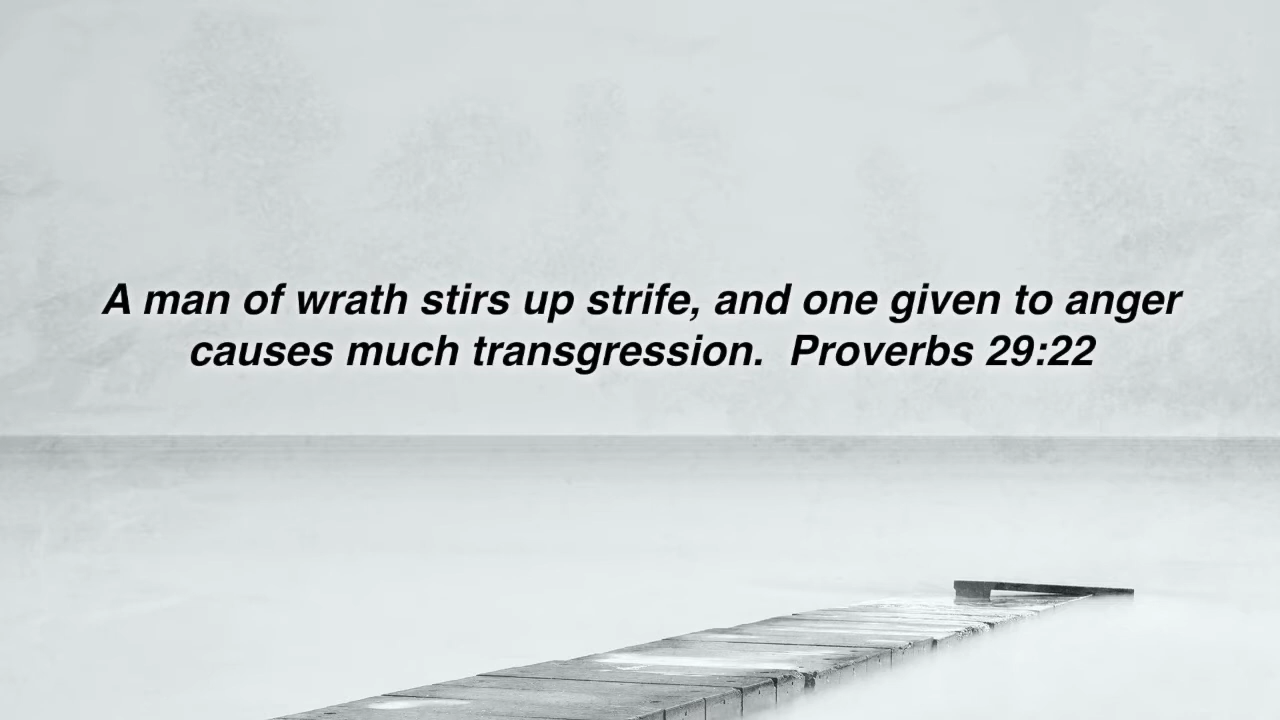 A man of wrath stirs up strife, and one given to anger
causes much transgression.  Proverbs 29:22